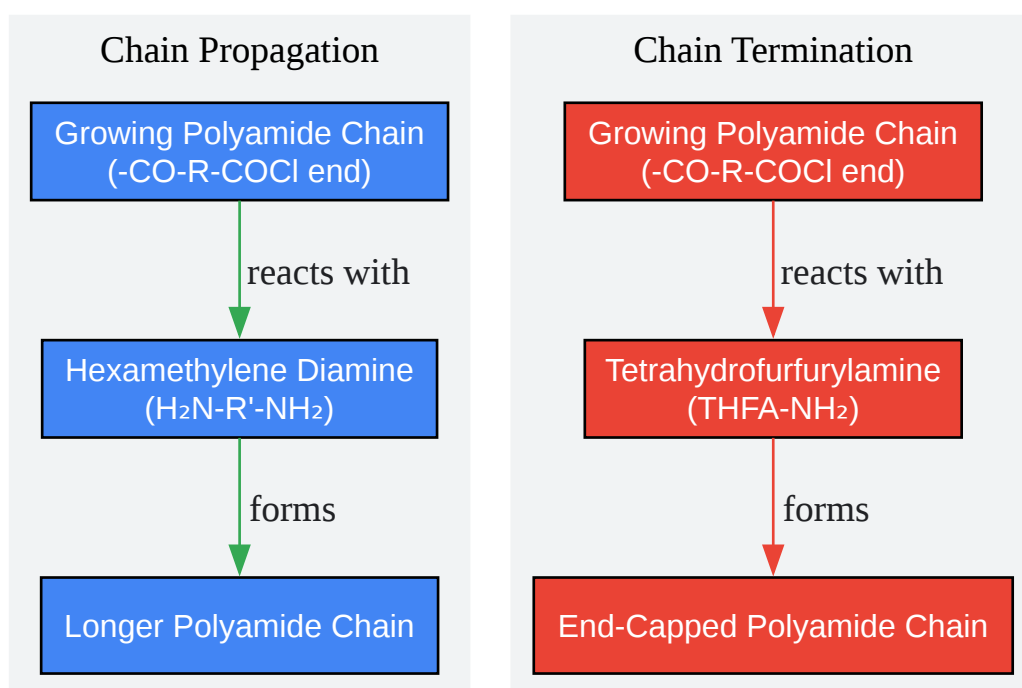 Chain Propagation
Growing Polyamide Chain
(-CO-R-COCl end)
reacts with
Hexamethylene Diamine
(H₂N-R'-NH₂)
forms
Longer Polyamide Chain
Chain Termination
Growing Polyamide Chain
(-CO-R-COCl end)
reacts with
Tetrahydrofurfurylamine
(THFA-NH₂)
forms
End-Capped Polyamide Chain